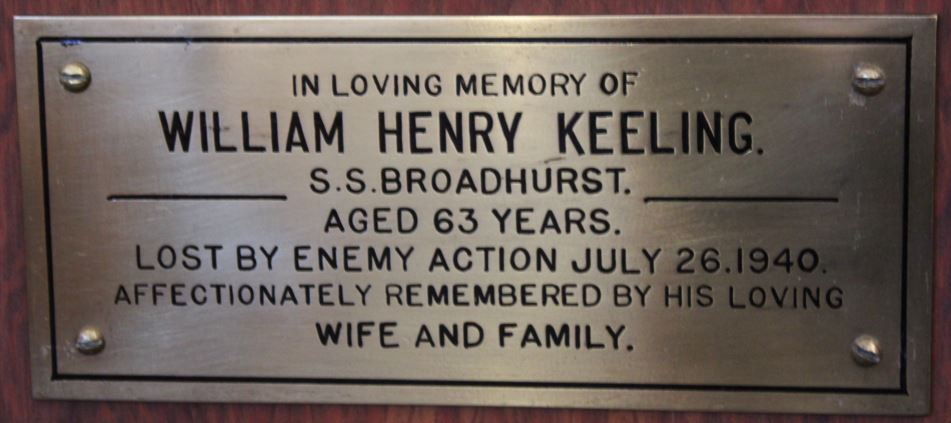 IN LOVING MEMORY OF
WILLIAM HENRY KEELING.
S.S.BROADHURST.
AGED 63 YEARS.
LOST BY ENEMY ACTION JULY 26.1940.
AFFECTIONATELY REMEMBERED BY HIS LOVING
WIFE AND FAMILY.